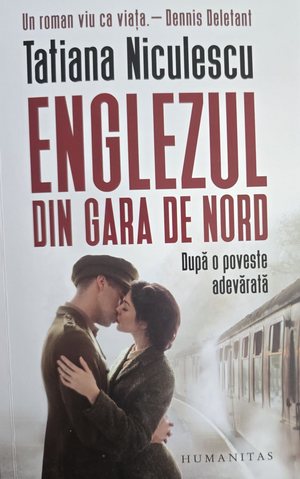 Un roman viu ca viața. – Dennis Deletant
Tatiana Niculescu
ENGLEZUL
DIN GARA DE NORD
După o poveste
adevărată
HUMANITAS